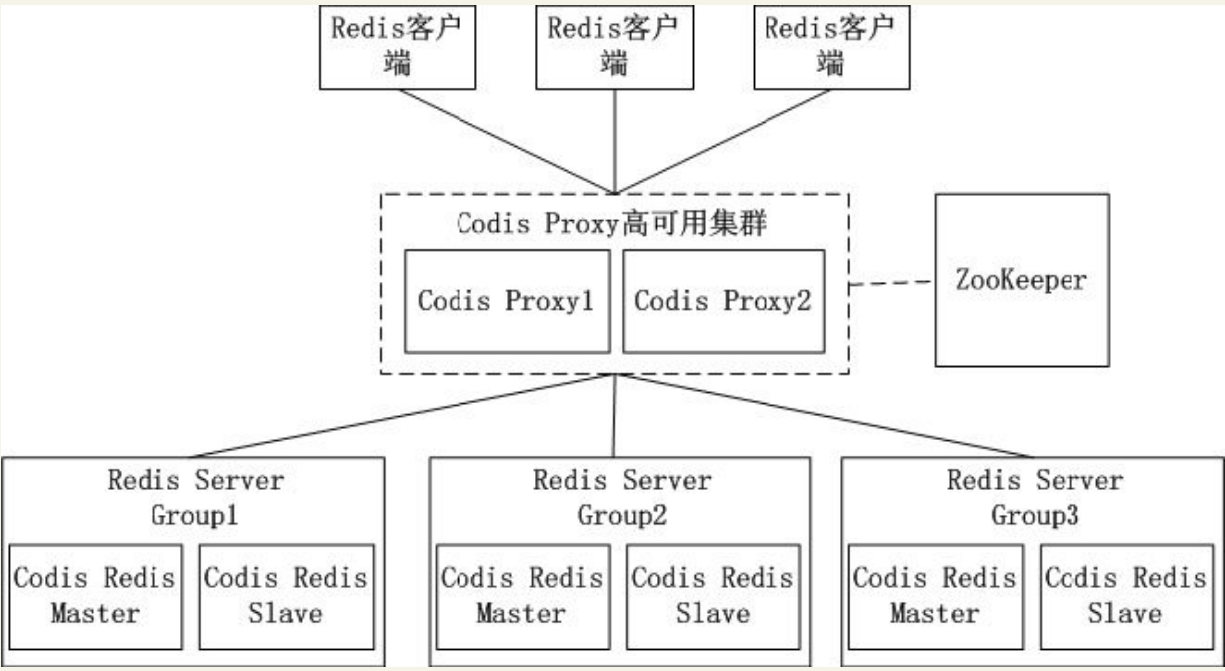 Redis客户
端
Redis客户
端
Redis客户
端
Codis Proxy高可用集群
Codis Proxy1
Codis Proxy2
ZooKeeper
Redis Server
Group1
Codis Redis
Master
Codis Redis
Slave
Redis Server
Group2
Codis Redis
Master
Codis Redis
Slave
Redis Server
Group3
Codis Redis
Master
Codis Redis
Slave